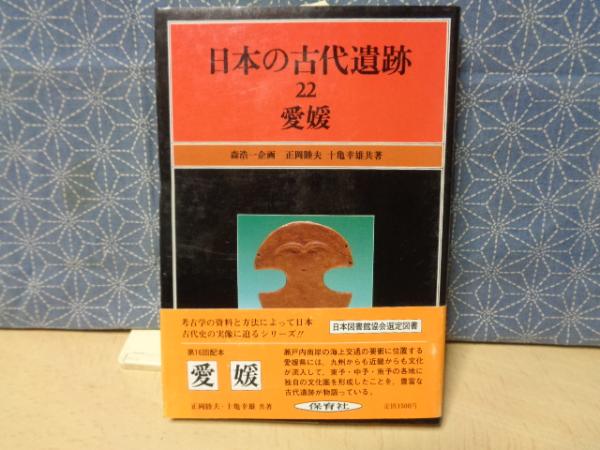 日本の古代遺跡
22
愛媛
森浩一企画 正岡睦夫 十亀幸雄共著
考古学の資料と方法によって日本
古代史の実像に迫るシリーズ!!
日本図書館協会選定図書
第16回配本
愛媛
正岡睦夫・十亀幸雄 共著
瀬戸内南岸の海上交通の要衝に位置する
愛媛県には、九州からも近畿からも文化
が流入して、東予・中予・南予の各地に
独自の文化圏を形成したことを、豊富な
古代遺跡が物語っている。
保育社
定価1500円